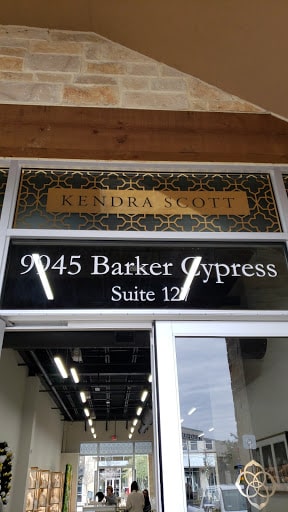 KENDRA SCOTT
9945 Barker Cypress
Suite 127